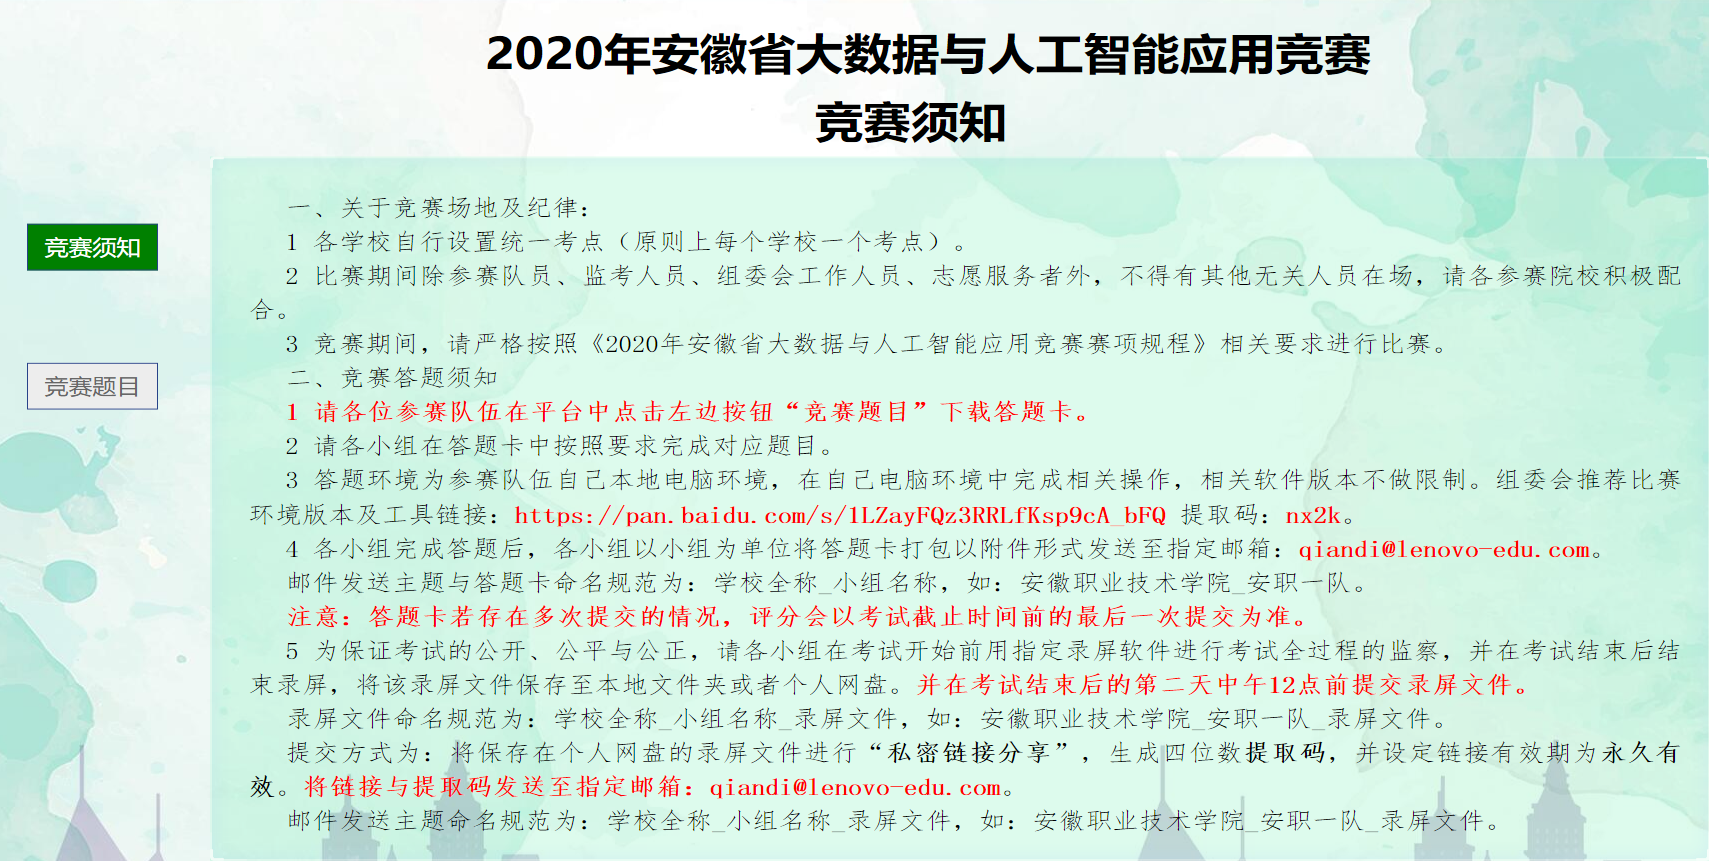 2020年安徽省大数据与人工智能应用竞赛
竞赛须知
竞赛须知
竞赛题目
一、关于竞赛场地及纪律：
1 各学校自行设置统一考点（原则上每个学校一个考点）。
2 比赛期间除参赛队员、监考人员、组委会工作人员、志愿服务者外，不得有其他无关人员在场，请各参赛院校积极配
合。
3 竞赛期间，请严格按照《2020年安徽省大数据与人工智能应用竞赛赛项规程》相关要求进行比赛。
二、竞赛答题须知
1 请各位参赛队伍在平台中点击左边按钮“竞赛题目”下载答题卡。
2 请各小组在答题卡中按照要求完成对应题目。
3 答题环境为参赛队伍自己本地电脑环境，在自己电脑环境中完成相关操作，相关软件版本不做限制。组委会推荐比赛
环境版本及工具链接：https://pan.baidu.com/s/1LZayFQz3RRLfKsp9cA_bFQ 提取码：nx2k。
4 各小组完成答题后，各小组以小组为单位将答题卡打包以附件形式发送至指定邮箱：qiandi@lenovo-edu.com。
邮件发送主题与答题卡命名规范为：学校全称_小组名称，如：安徽职业技术学院_安职一队。
注意：答题卡若存在多次提交的情况，评分会以考试截止时间前的最后一次提交为准。
5 为保证考试的公开、公平与公正，请各小组在考试开始前用指定录屏软件进行考试全过程的监察，并在考试结束后结
束录屏，将该录屏文件保存至本地文件夹或者个人网盘。并在考试结束后的第二天中午12点前提交录屏文件。
录屏文件命名规范为：学校全称_小组名称_录屏文件，如：安徽职业技术学院_安职一队_录屏文件。
提交方式为：将保存在个人网盘的录屏文件进行“私密链接分享”，生成四位数提取码，并设定链接有效期为永久有
效。将链接与提取码发送至指定邮箱：qiandi@lenovo-edu.com。
邮件发送主题命名规范为：学校全称_小组名称_录屏文件，如：安徽职业技术学院_安职一队_录屏文件。